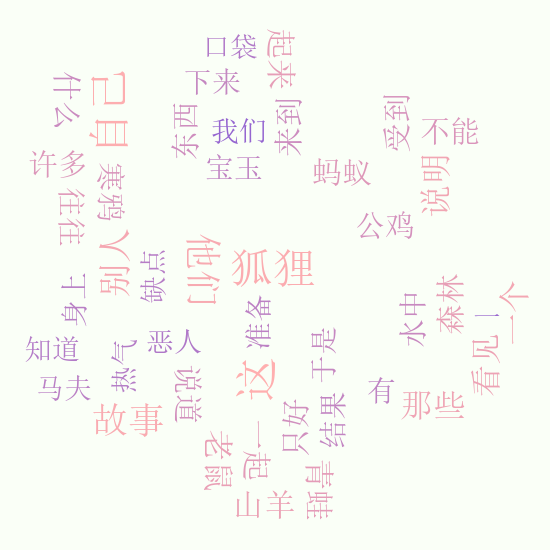 口袋
起来
下来
什么
自己
东西
我们
来到
受到
不能
宝玉
许多
寒鸦
蚂蚁
说明
往往
公鸡
别人
缺点
他们
狐狸
身上
准备
水中
森林
一个
看见
知道
热气
恶人
于是
马夫
说道
这
有
那些
故事
只好
结果
老鼠
一起
山羊